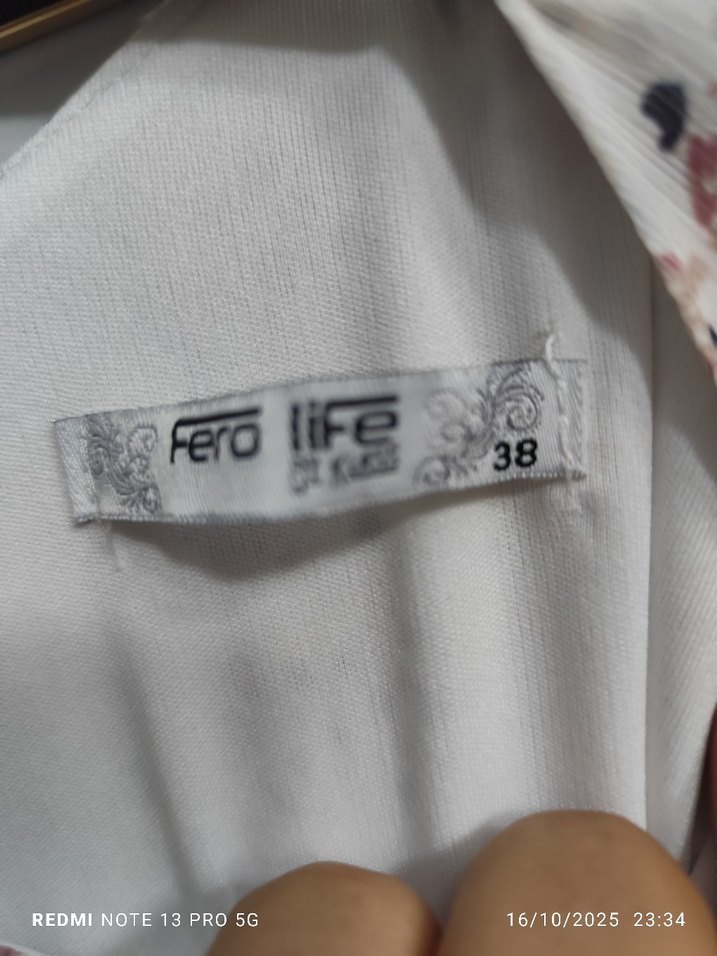 Fero life
38
REDMI NOTE 13 PRO 5G
16/10/2025 23:34